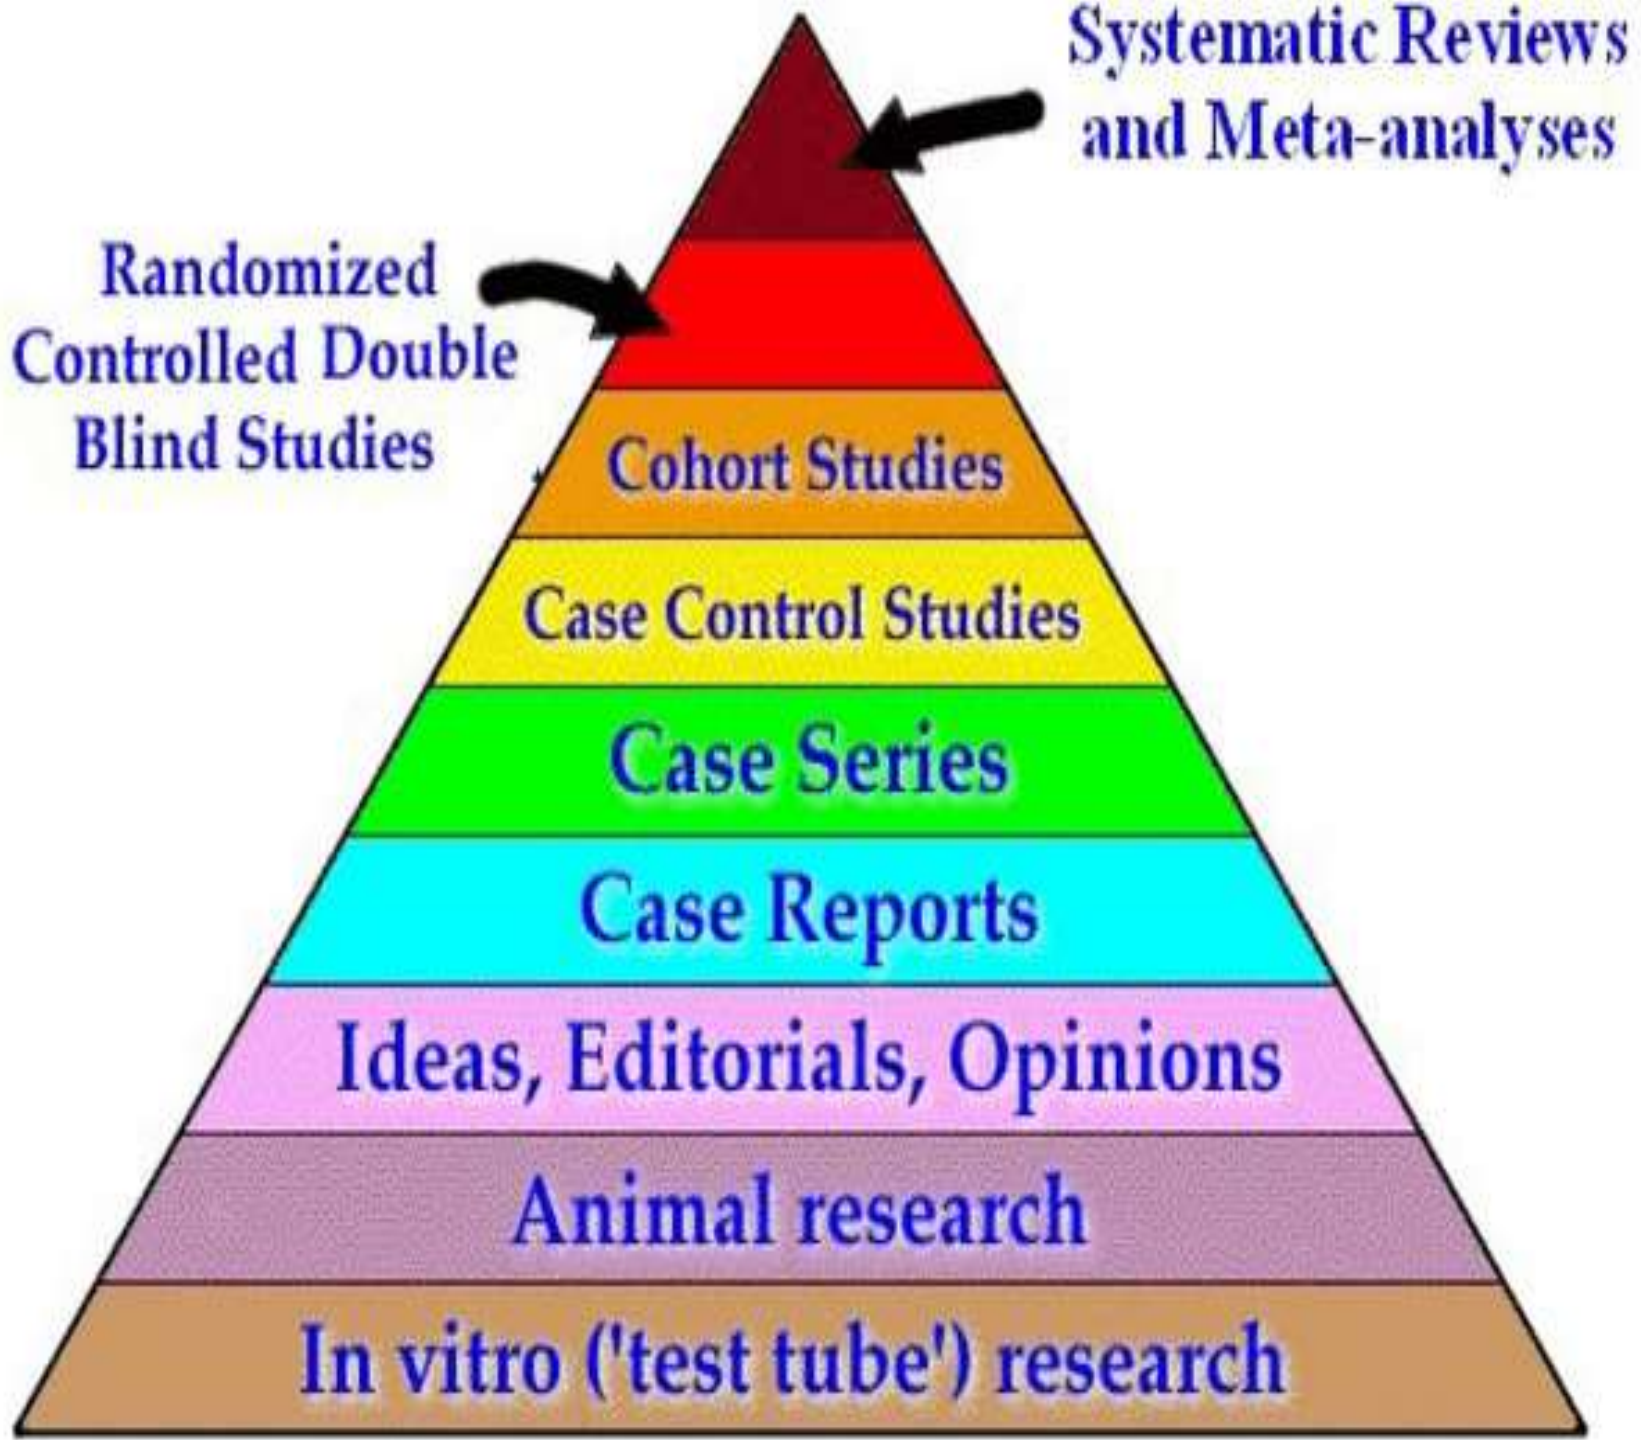 Systematic Reviews
and Meta-analyses
Randomized
Controlled Double
Blind Studies
Cohort Studies
Case Control Studies
Case Series
Case Reports
Ideas, Editorials, Opinions
Animal research
In vitro ('test tube') research